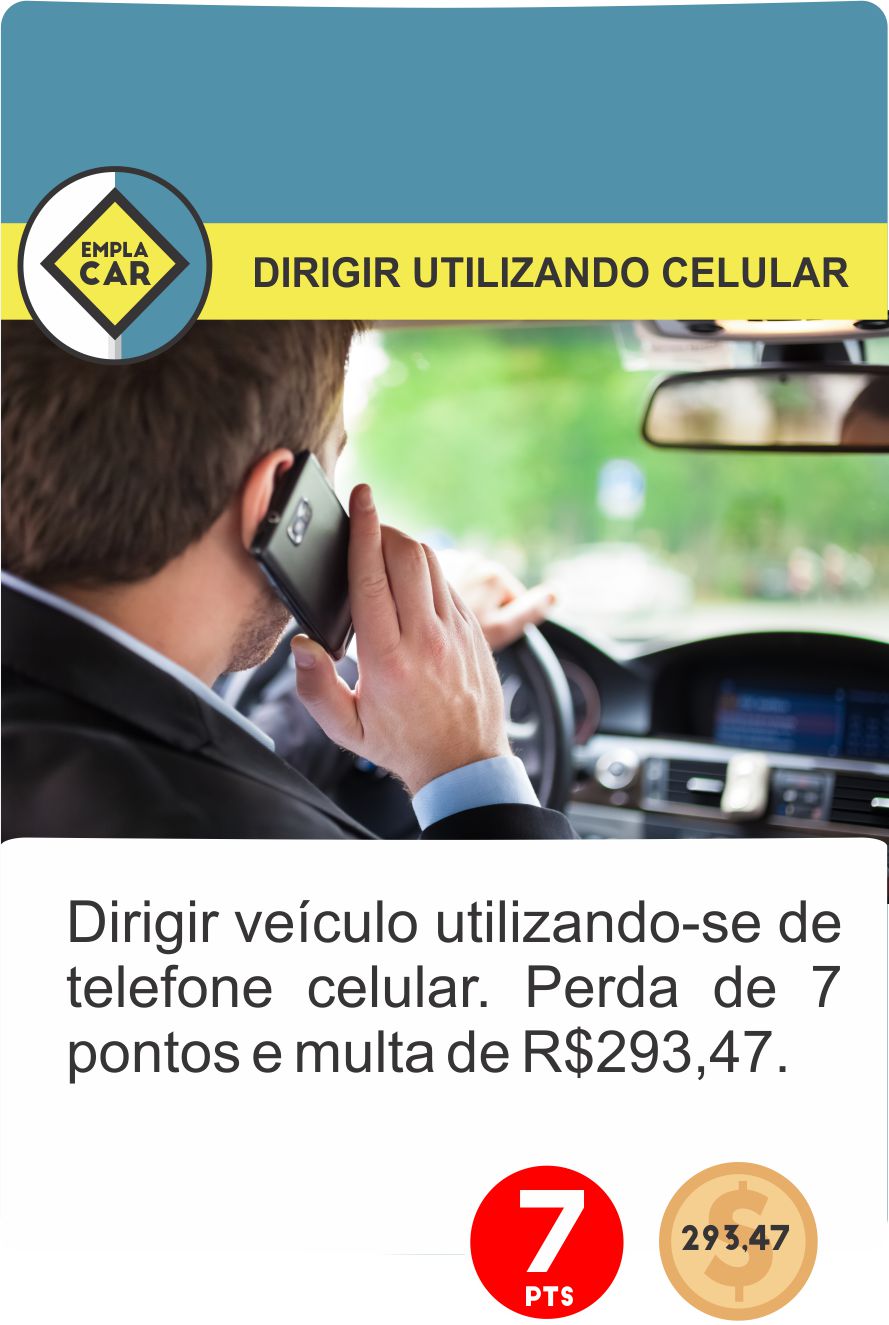 EMPLA
CAR
DIRIGIR UTILIZANDO CELULAR
Dirigir veículo utilizando-se de
telefone celular. Perda de 7
pontos e multa de R$293,47.
7
PTS
$
293,47